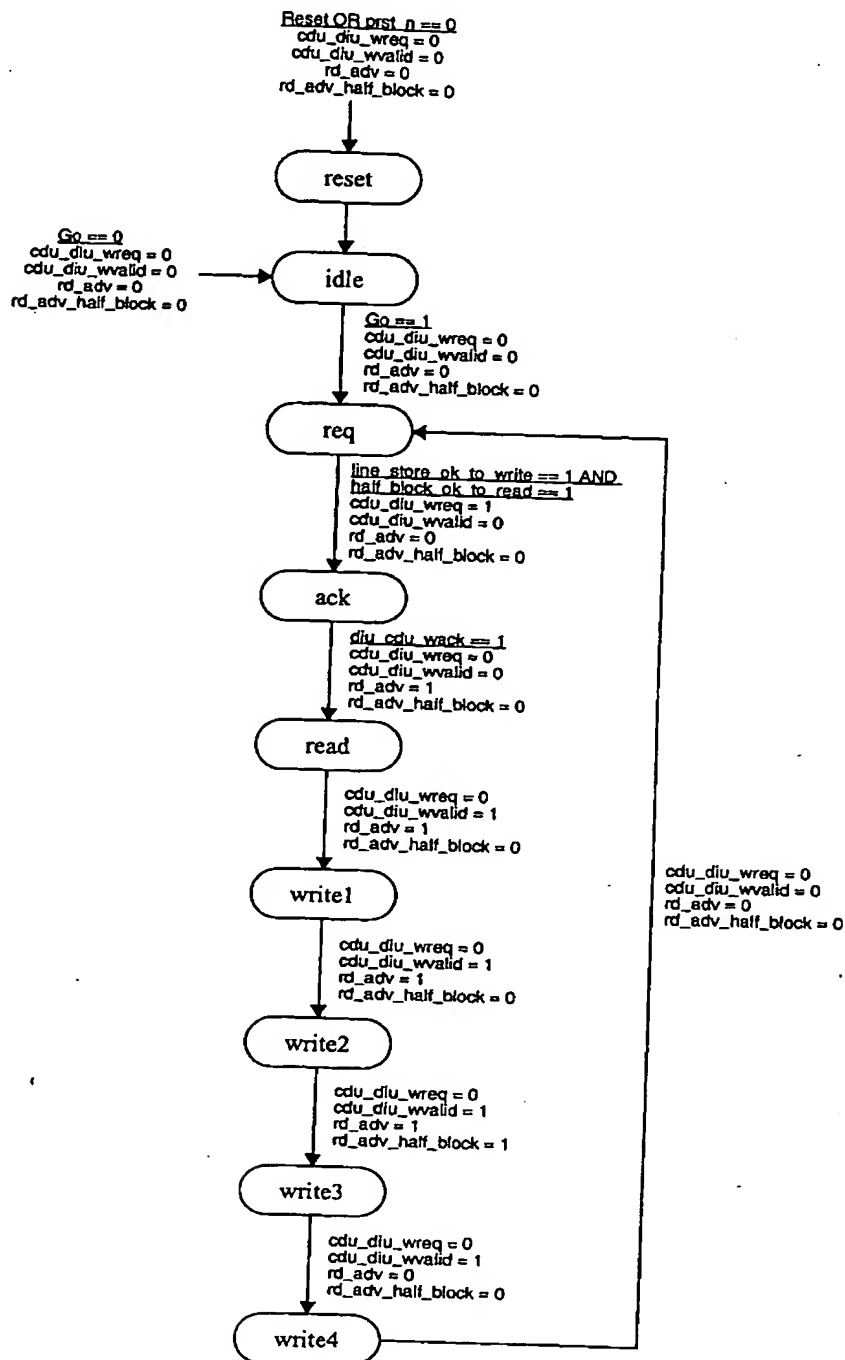 Reset OR prst_n == 0
cdu_diu_wreq = 0
cdu_diu_wvalid = 0
rd_adv = 0
rd_adv_half_block = 0
reset
Go == 0
cdu_diu_wreq = 0
cdu_diu_wvalid = 0
rd_adv = 0
rd_adv_half_block = 0
idle
Go == 1
cdu_diu_wreq = 0
cdu_diu_wvalid = 0
rd_adv = 0
rd_adv_half_block = 0
req
line_store_ok_to_write == 1 AND
half_block_ok_to_read == 1
cdu_diu_wreq = 1
cdu_diu_wvalid = 0
rd_adv = 0
rd_adv_half_block = 0
ack
diu_cdu_wack == 1
cdu_diu_wreq = 0
cdu_diu_wvalid = 0
rd_adv = 1
rd_adv_half_block = 0
read
cdu_diu_wreq = 0
cdu_diu_wvalid = 1
rd_adv = 1
rd_adv_half_block = 0
write1
cdu_diu_wreq = 0
cdu_diu_wvalid = 0
rd_adv = 0
rd_adv_half_block = 0
cdu_diu_wreq = 0
cdu_diu_wvalid = 1
rd_adv = 1
rd_adv_half_block = 0
write2
cdu_diu_wreq = 0
cdu_diu_wvalid = 1
rd_adv = 1
rd_adv_half_block = 1
write3
cdu_diu_wreq = 0
cdu_diu_wvalid = 1
rd_adv = 0
rd_adv_half_block = 0
write4